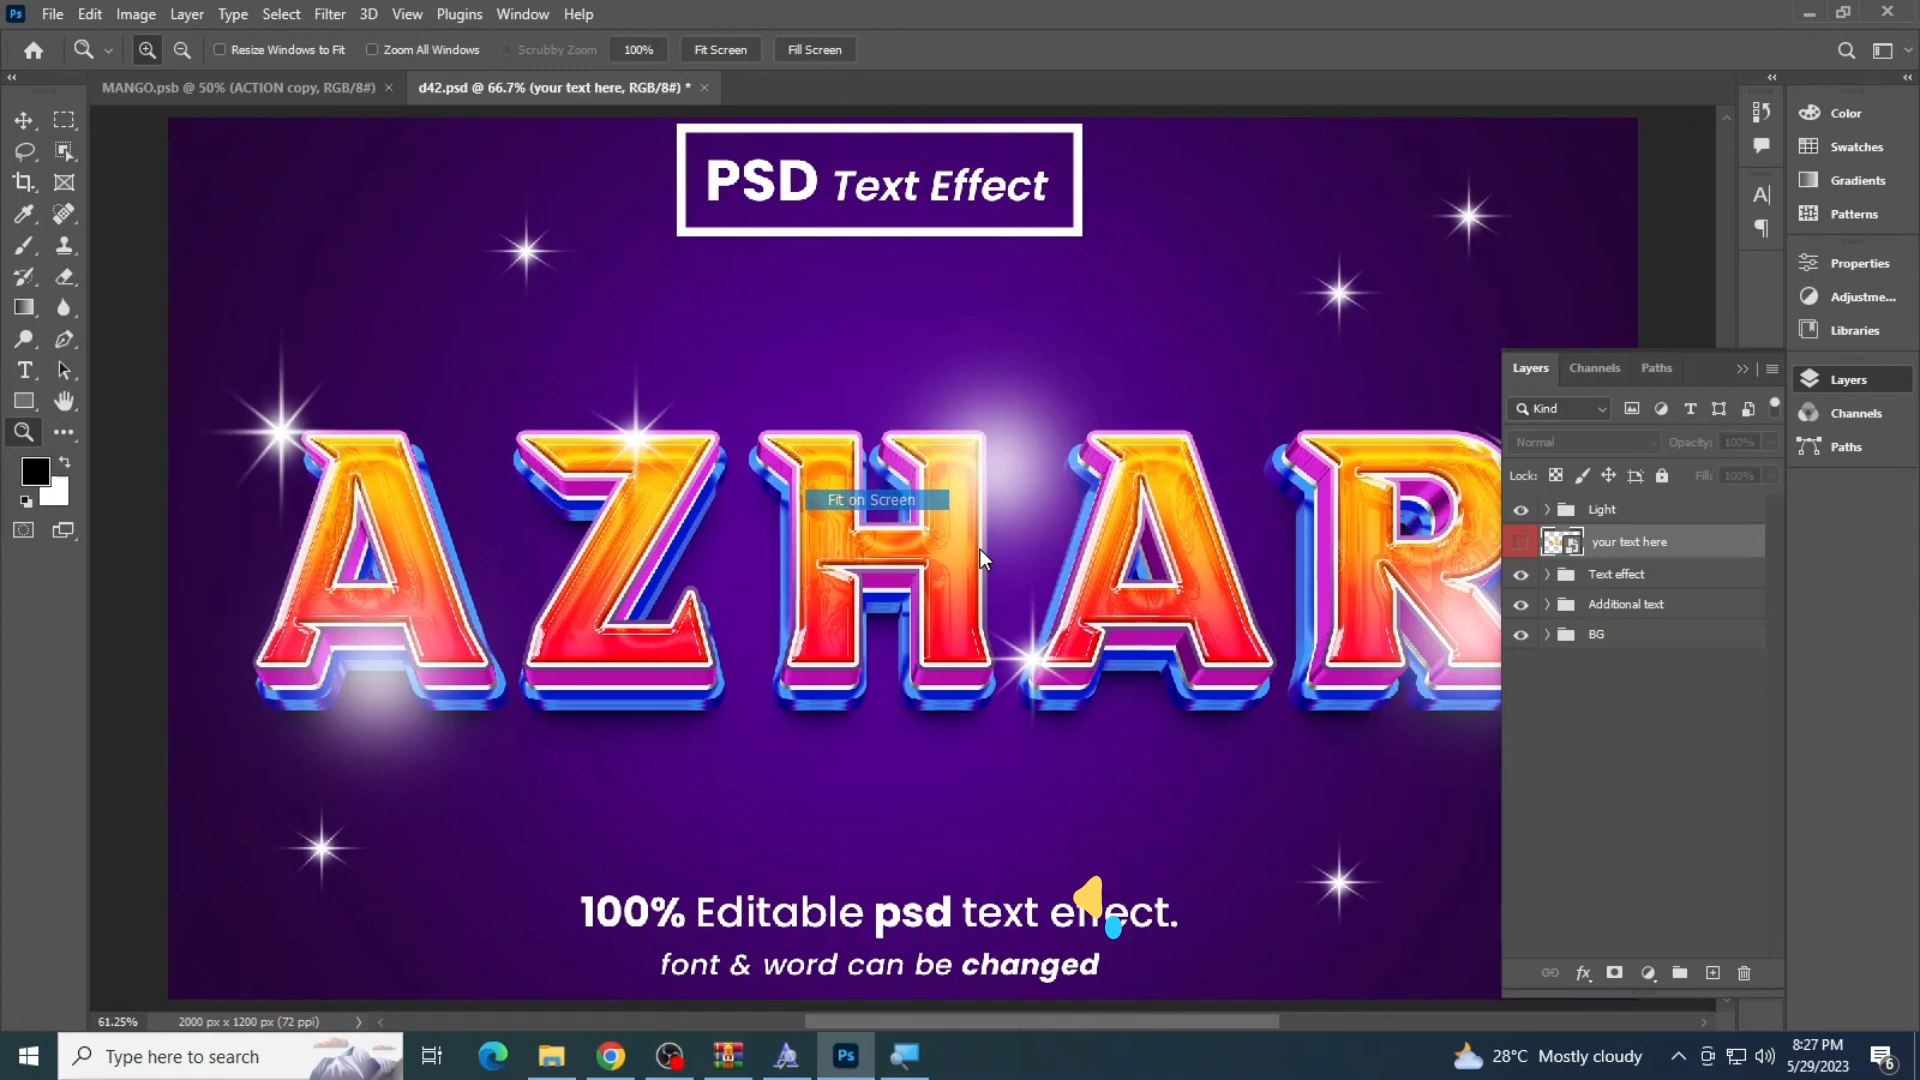 Ps File Edit Image Layer Type Select Filter 3D View Plugins Window Help
Resize Windows to Fit Zoom All Windows Scrubby Zoom 100% Fit Screen Fill Screen
MANGO.psb @ 50% (ACTION copy, RGB/8#) × d42.psd @ 66.7% (your text here, RGB/8#) * ×
PSD Text Effect
AZHAR
Fit on Screen
100% Editable psd text effect.
font & word can be changed
Color
Swatches
Gradients
Patterns
Properties
Adjustme...
Libraries
Layers
Channels
Paths
Layers Channels Paths
Kind
Normal Opacity: 100%
Lock: Fill: 100%
Light
your text here
Text effect
Additional text
BG
61.25% 2000 px x 1200 px (72 ppi)
Type here to search
Ps
28°C Mostly cloudy
8:27 PM
5/29/2023
6